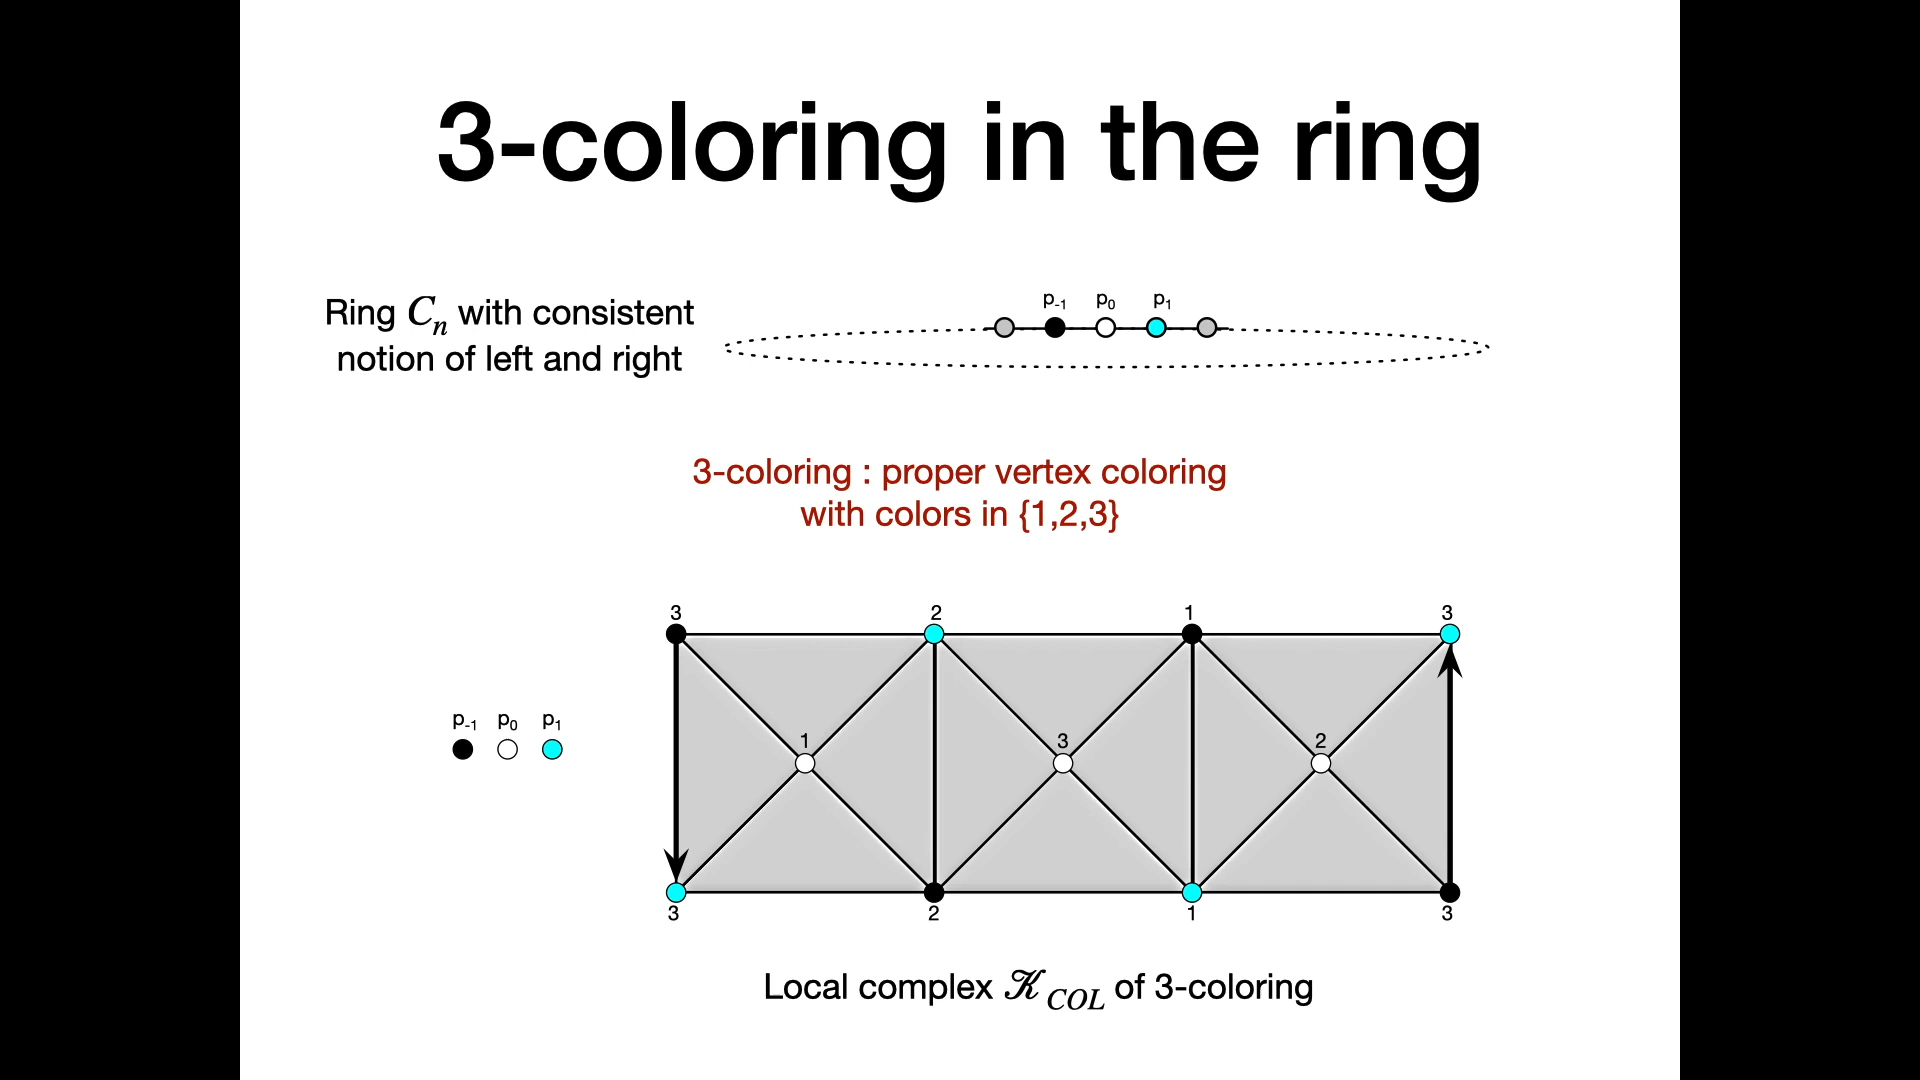 3-coloring in the ring
Ring Cₙ with consistent
notion of left and right
p₋₁ p₀ p₁
3-coloring : proper vertex coloring
with colors in {1,2,3}
3 2 1 3
p₋₁ p₀ p₁
1 3 2
3 2 1 3
Local complex 𝒦 COL of 3-coloring